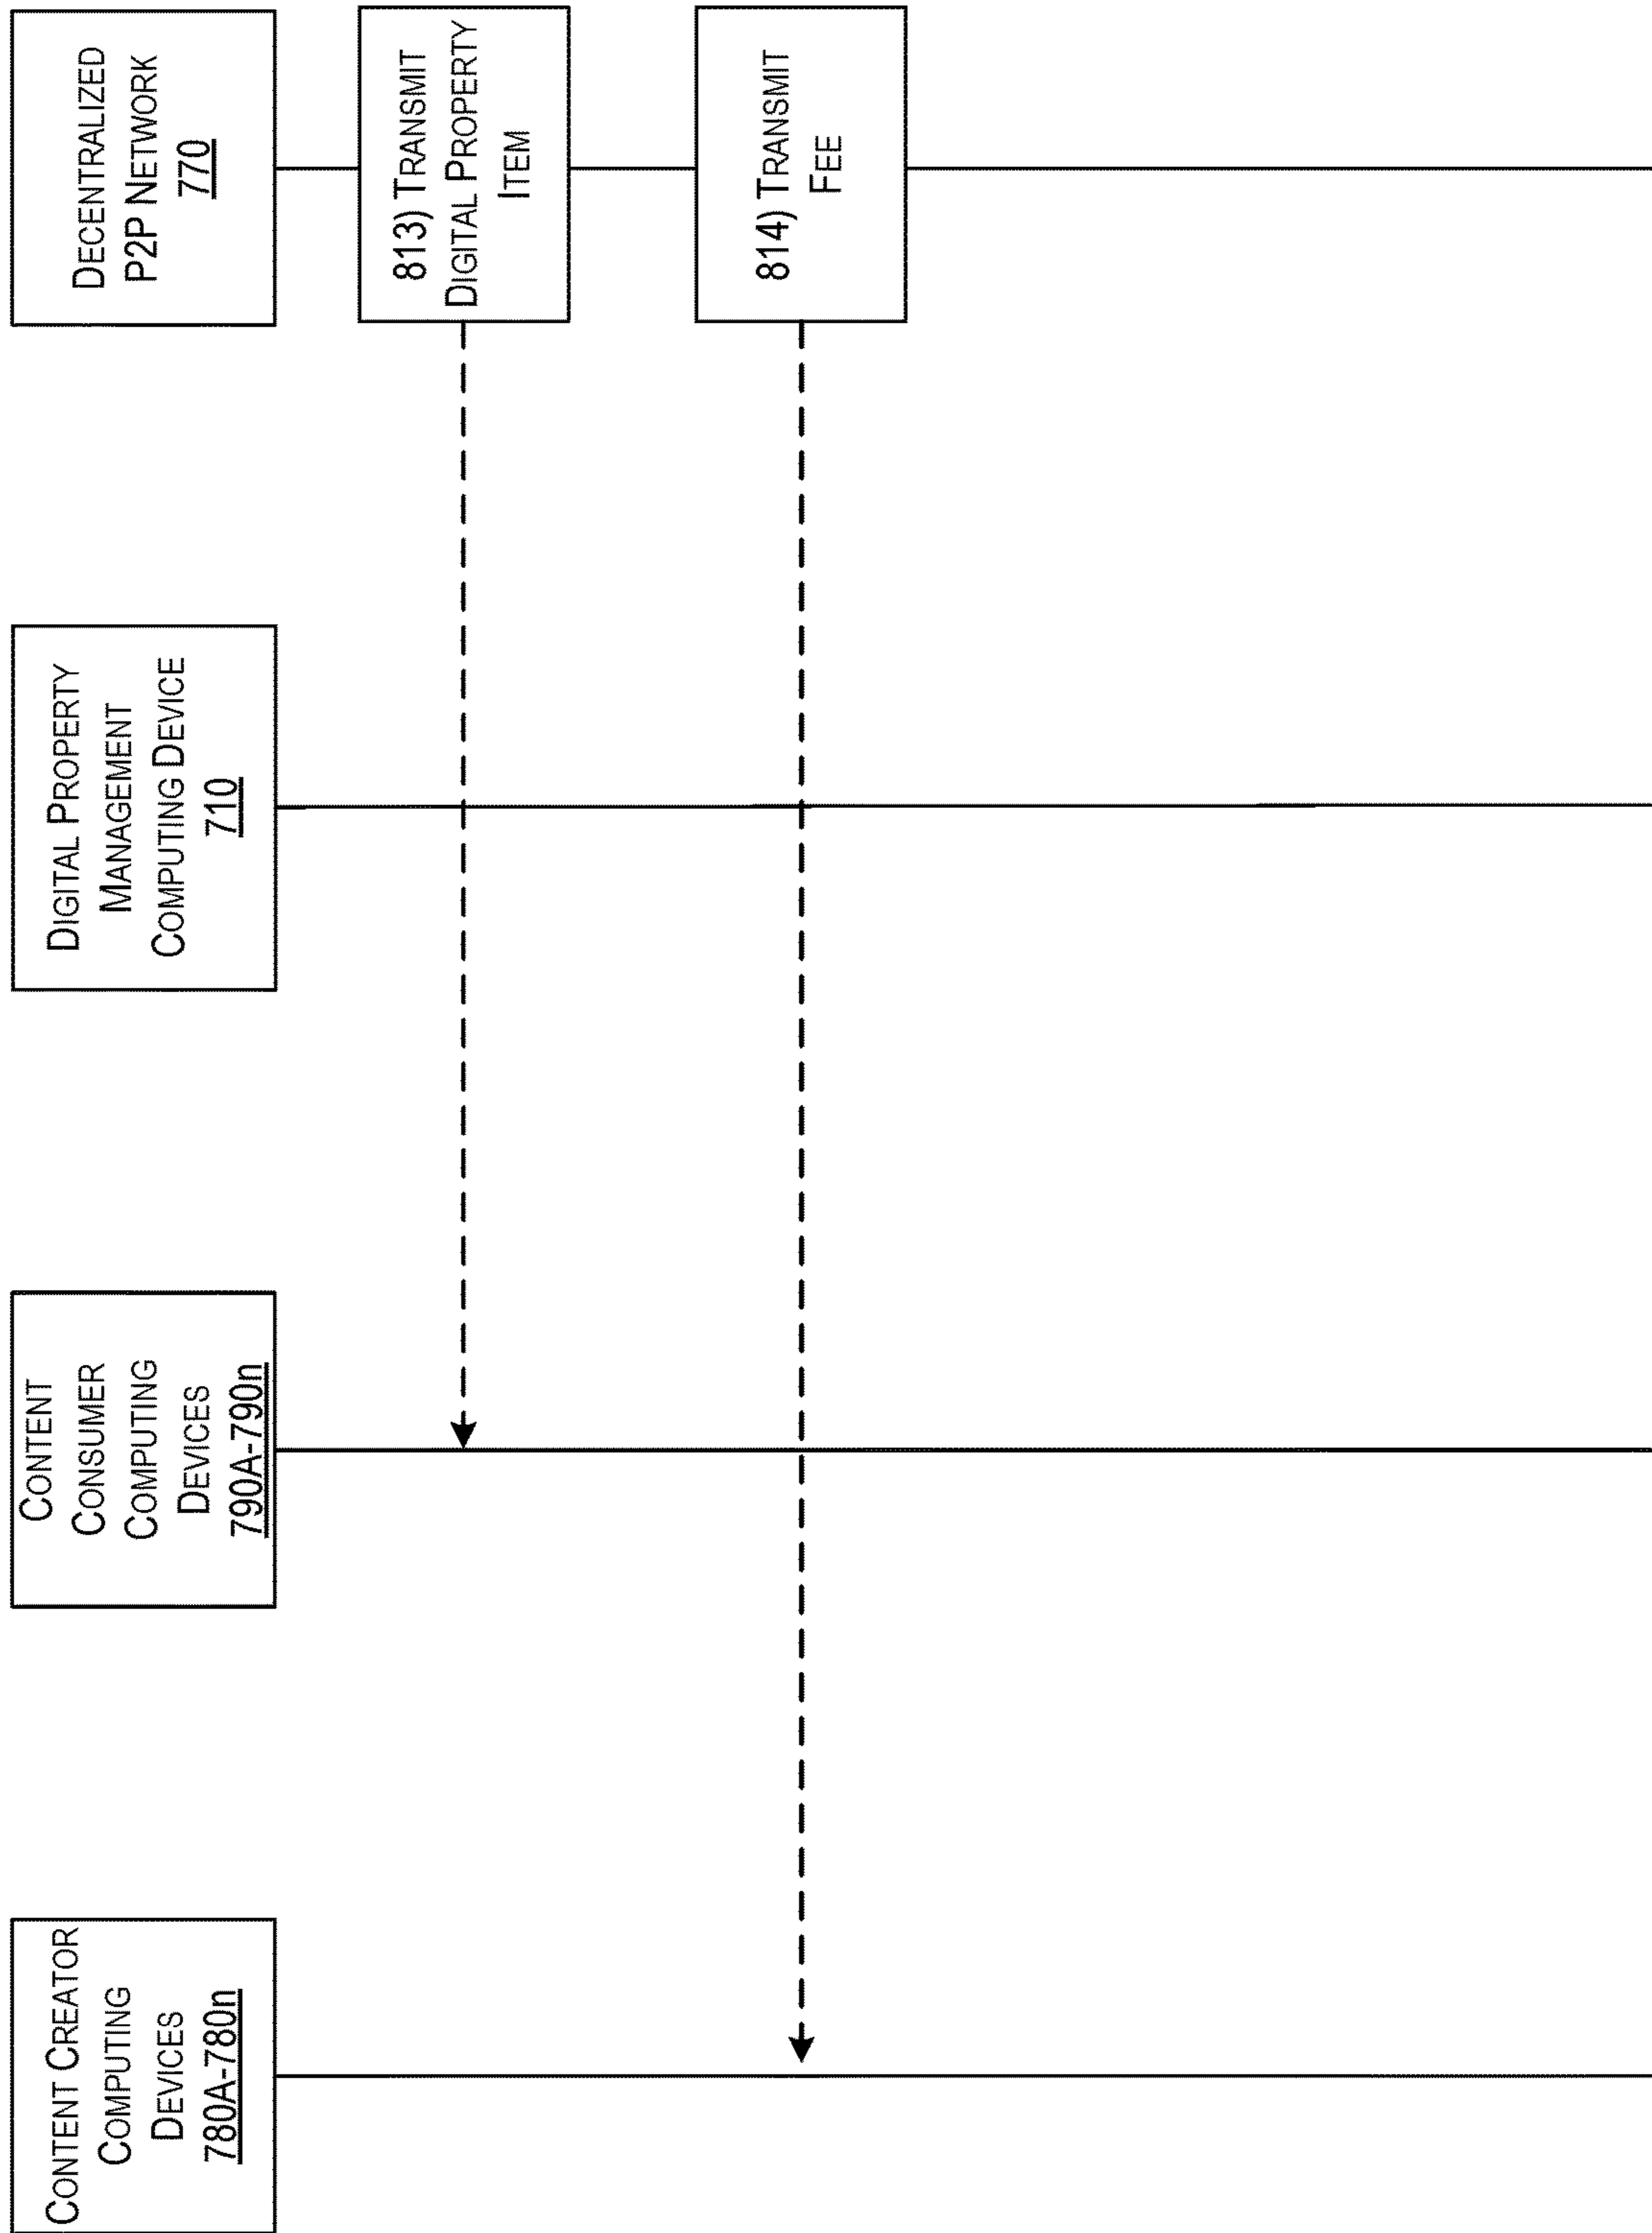 CONTENT CREATOR
COMPUTING
DEVICES
780A-780n
CONTENT
CONSUMER
COMPUTING
DEVICES
790A-790n
DIGITAL PROPERTY
MANAGEMENT
COMPUTING DEVICE
710
DECENTRALIZED
P2P NETWORK
770
813) TRANSMIT
DIGITAL PROPERTY
ITEM
814) TRANSMIT
FEE